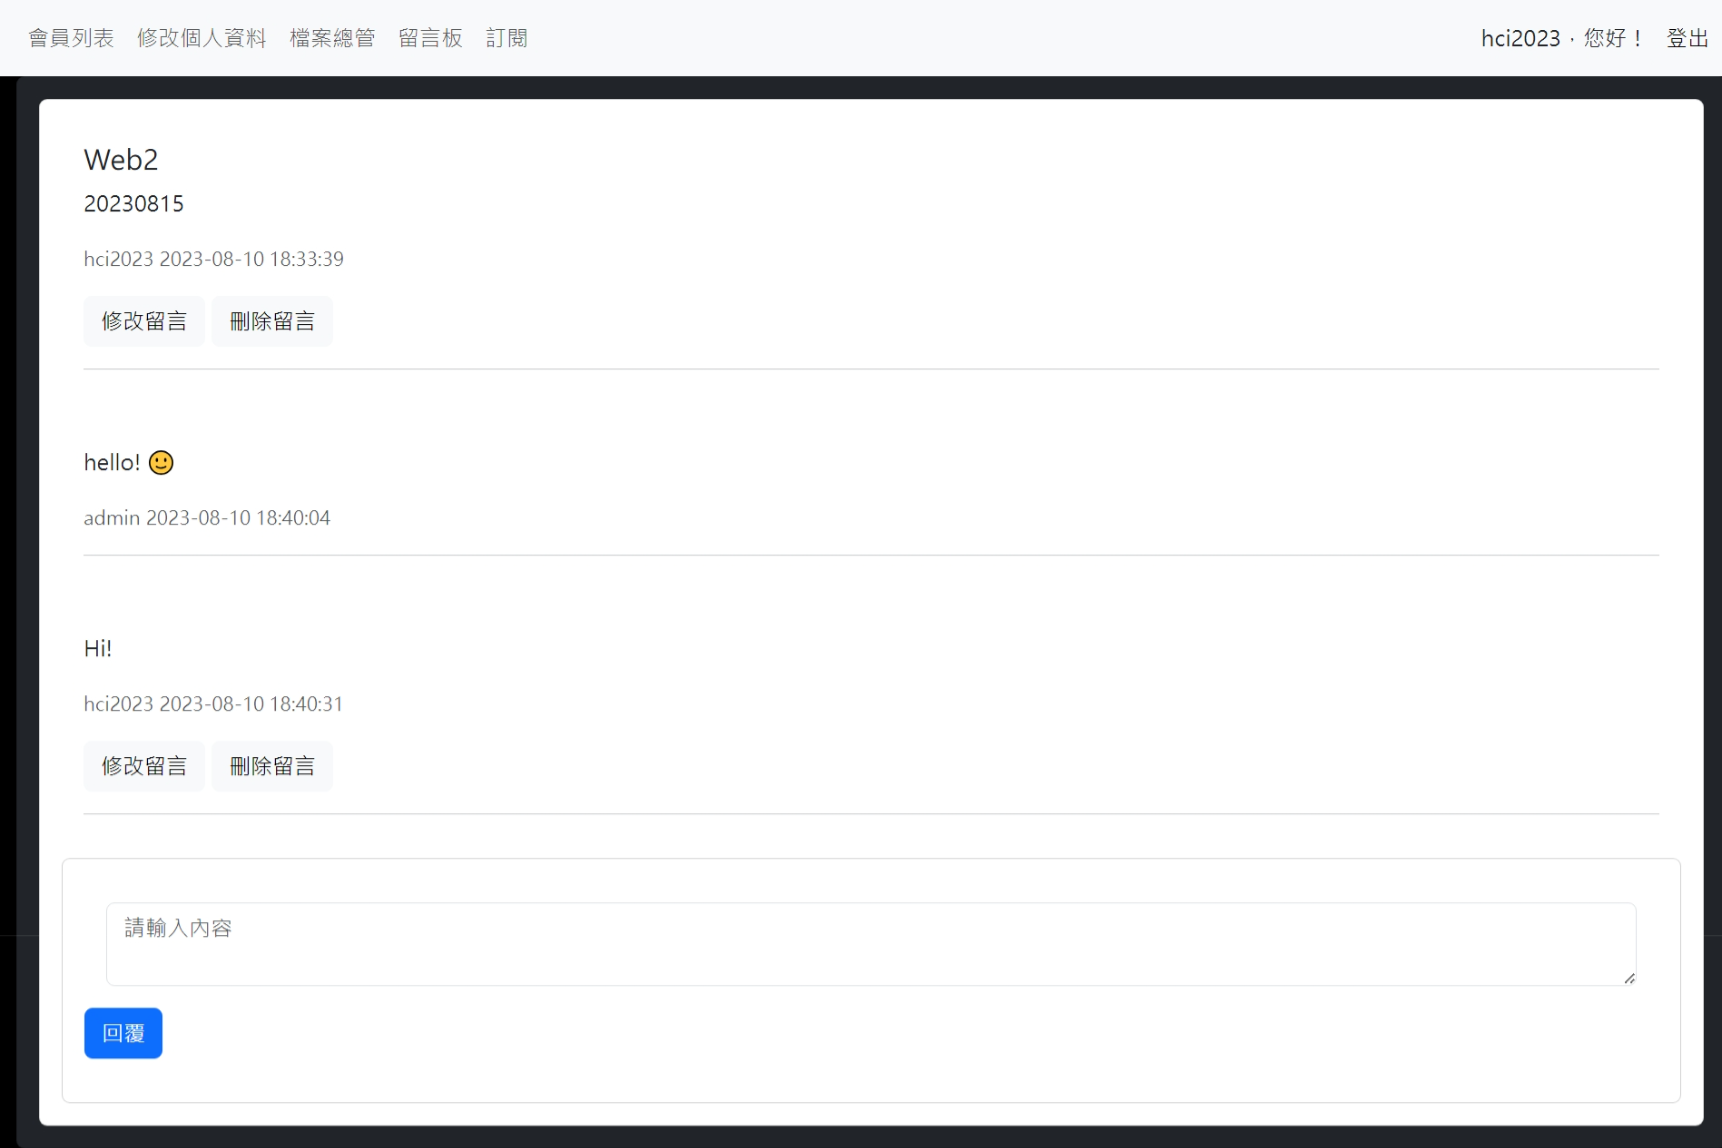 會員列表 修改個人資料 檔案總管 留言板 訂閱 hci2023 · 您好！ 登出
Web2
20230815
hci2023 2023-08-10 18:33:39
修改留言 刪除留言
hello! 🙂
admin 2023-08-10 18:40:04
Hi!
hci2023 2023-08-10 18:40:31
修改留言 刪除留言
請輸入內容
回覆